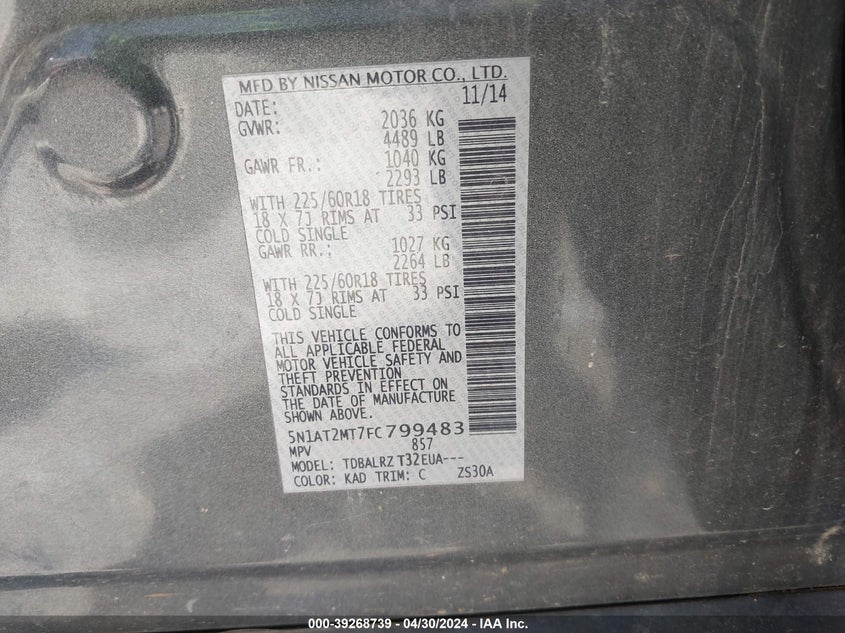 MFD BY NISSAN MOTOR CO., LTD.
DATE: 11/14
GVWR: 2036 KG
4489 LB
GAWR FR.: 1040 KG
2293 LB
WITH 225/60R18 TIRES
18 X 7J RIMS AT 33 PSI
COLD SINGLE
GAWR RR.: 1027 KG
2264 LB
WITH 225/60R18 TIRES
18 X 7J RIMS AT 33 PSI
COLD SINGLE
THIS VEHICLE CONFORMS TO
ALL APPLICABLE FEDERAL
MOTOR VEHICLE SAFETY AND
THEFT PREVENTION
STANDARDS IN EFFECT ON
THE DATE OF MANUFACTURE
SHOWN ABOVE.
5N1AT2MT7FC799483
MPV 857
MODEL: TDBALRZ T32EUA---
COLOR: KAD TRIM: C ZS30A
000-39268739 - 04/30/2024 - IAA Inc.